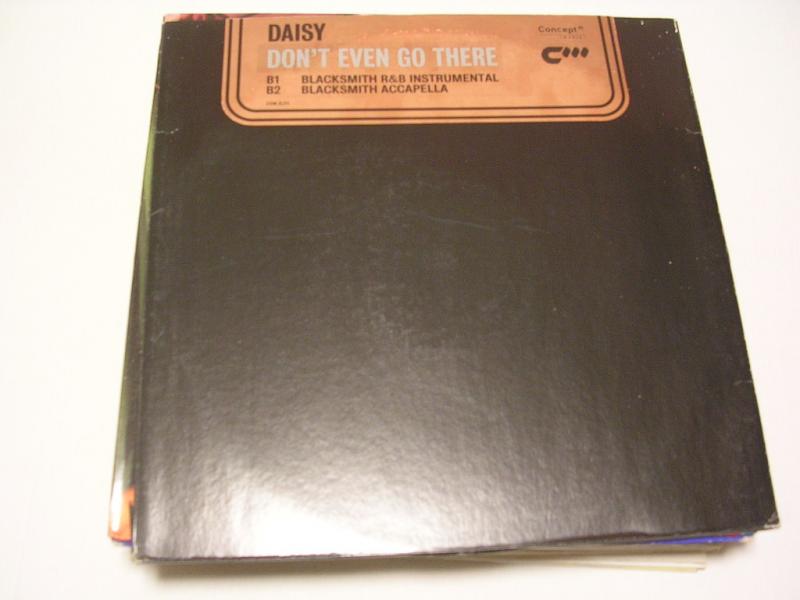 DAISY
DON'T EVEN GO THERE
B1 BLACKSMITH R&B INSTRUMENTAL
B2 BLACKSMITH ACCAPELLA
Concept